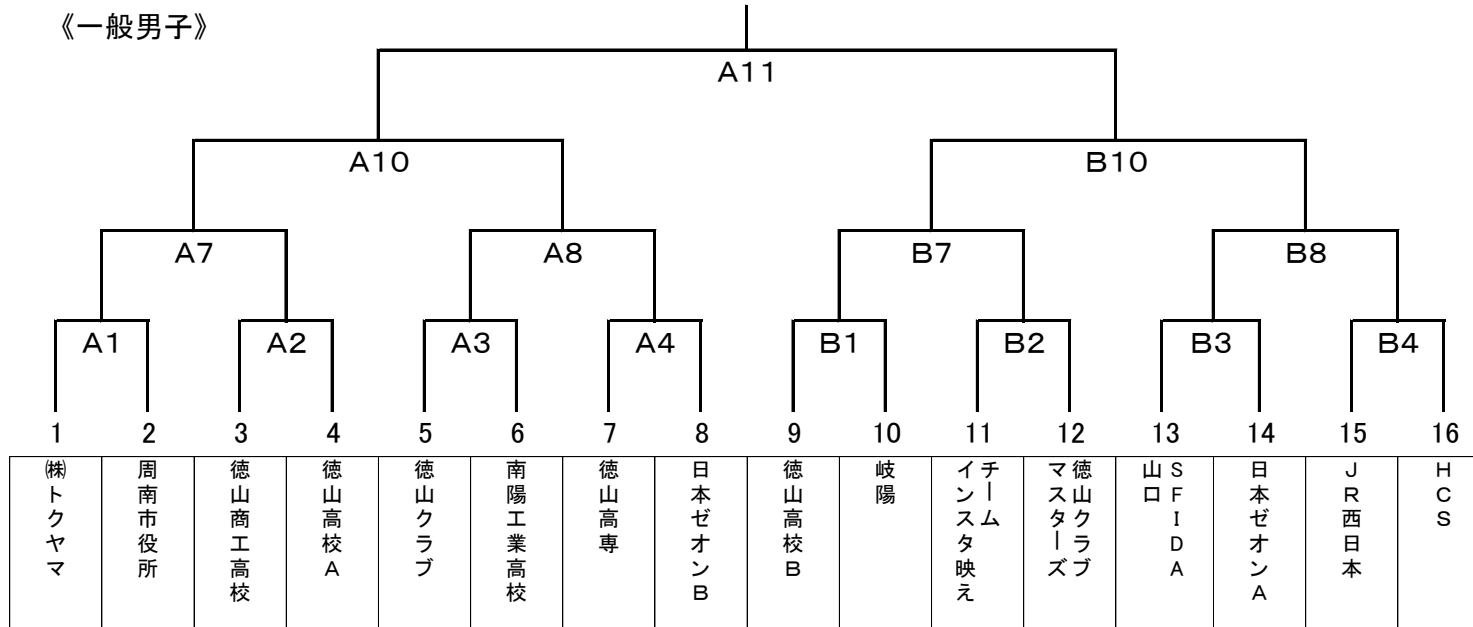 《一般男子》
A11
A10
B10
A7
A8
B7
B8
A1
A2
A3
A4
B1
B2
B3
B4
1
2
3
4
5
6
7
8
9
10
11
12
13
14
15
16
㈱トクヤマ
周南市役所
徳山商工高校
徳山高校A
徳山クラブ
南陽工業高校
徳山高専
日本ゼオンB
徳山高校B
岐陽
チーム
インスタ映え
徳山クラブ
マスターズ
SFIDA
山口
日本ゼオンA
JR西日本
HCS